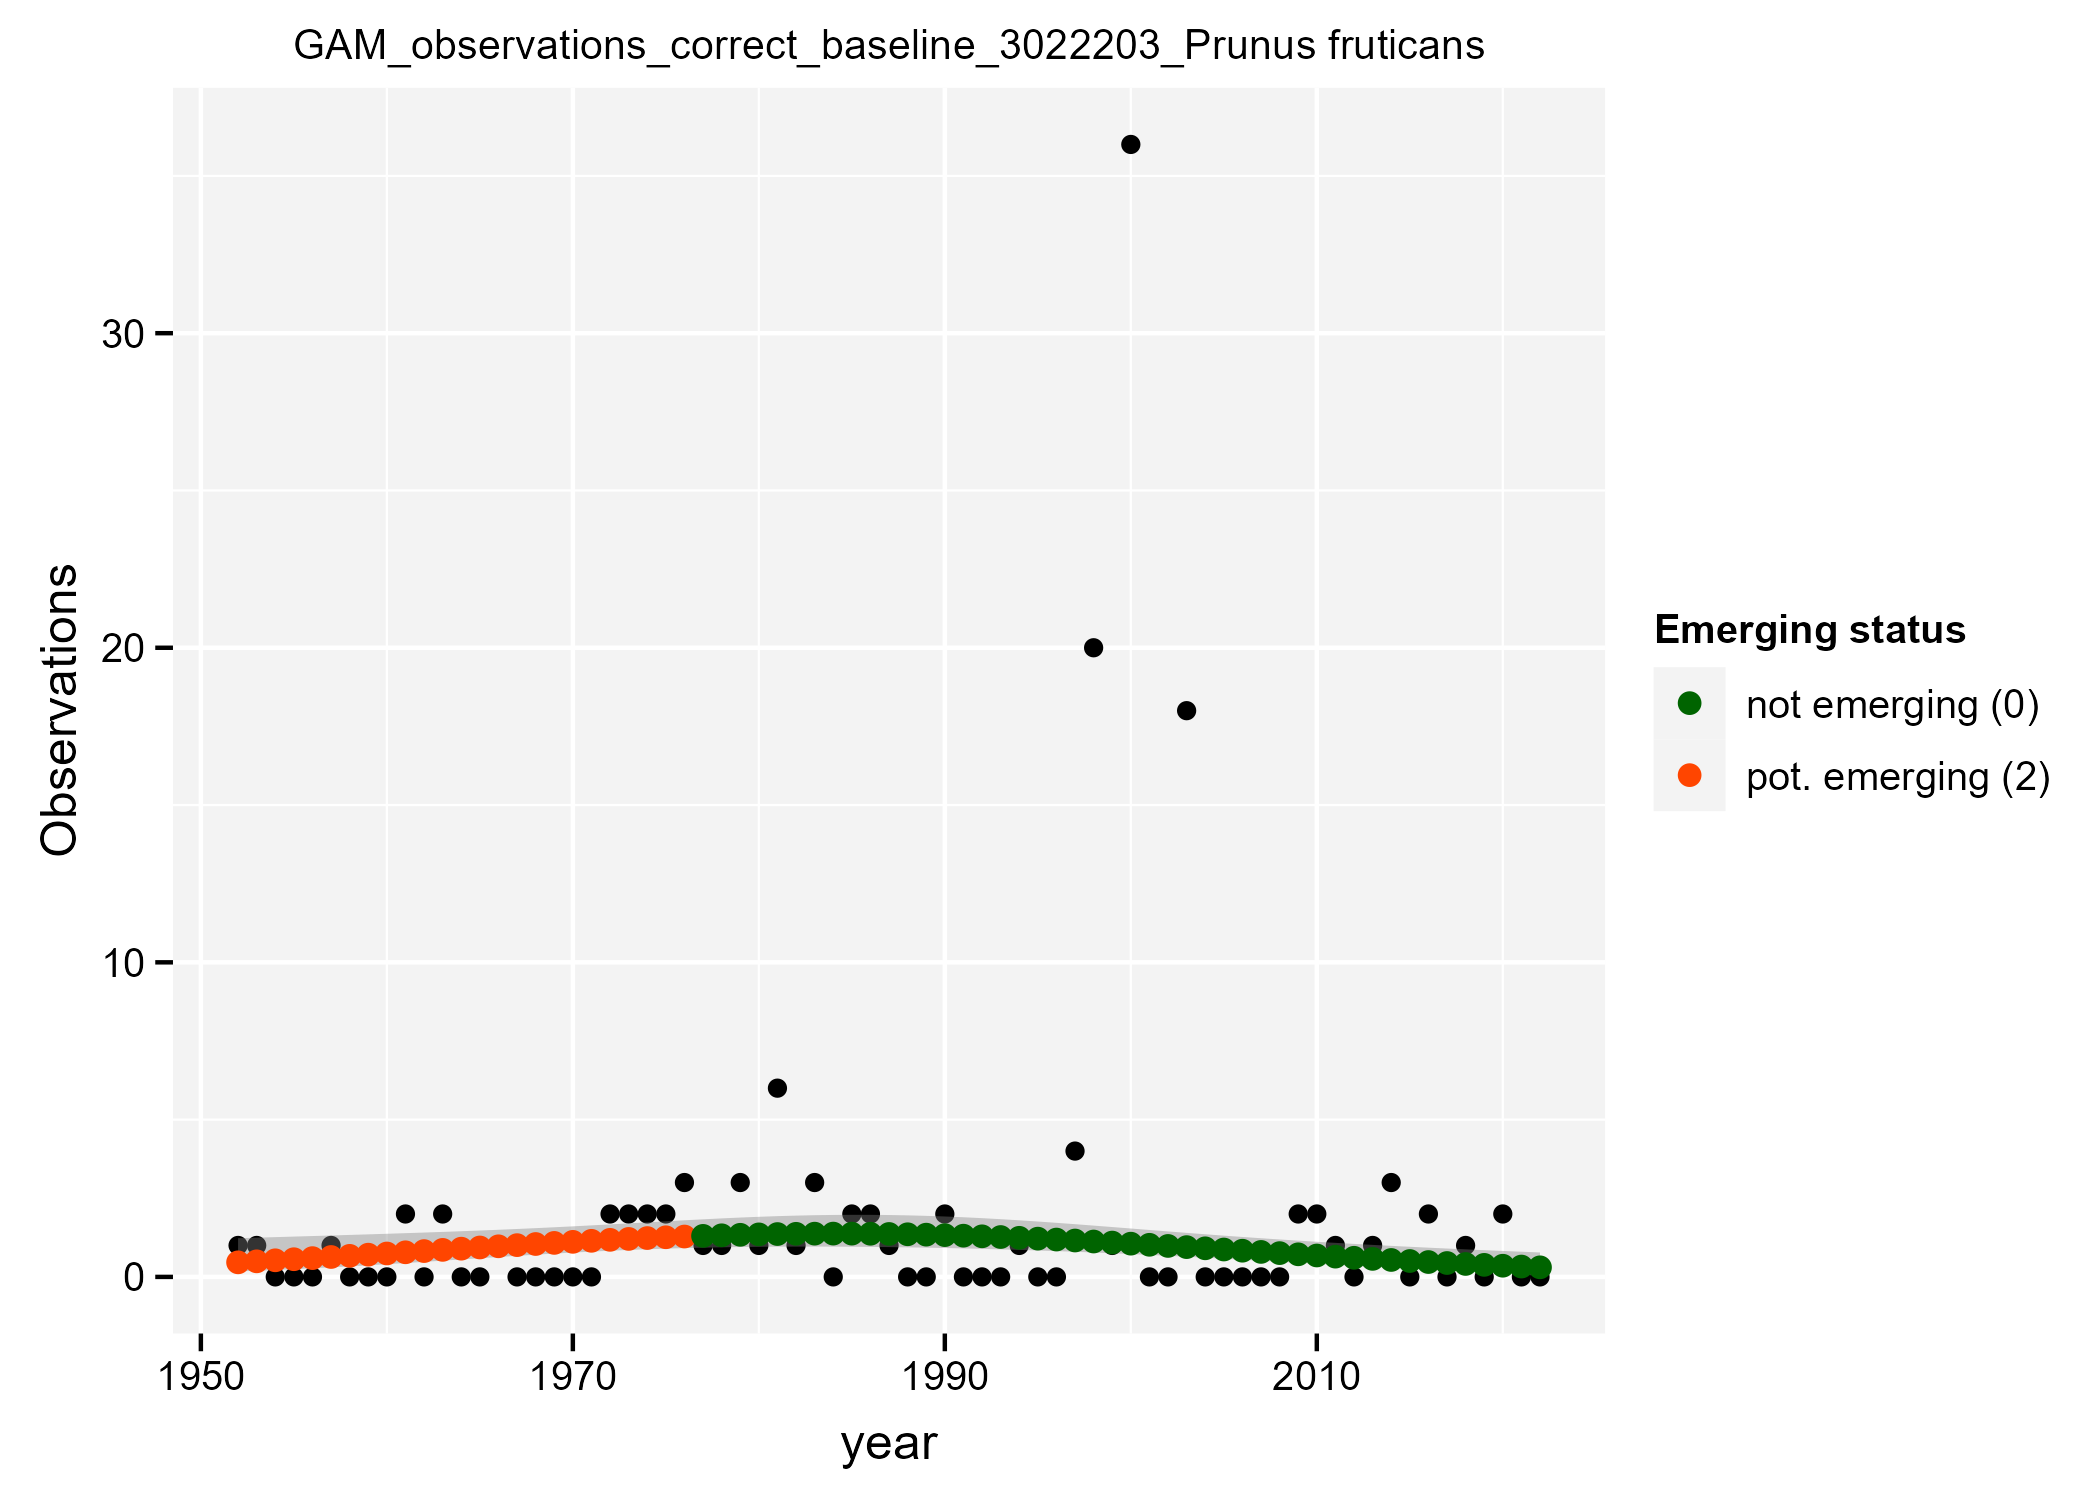 GAM_observations_correct_baseline_3022203_Prunus fruticans
Observations
30
20
10
0
1950
1970
1990
2010
year
Emerging status
not emerging (0)
pot. emerging (2)